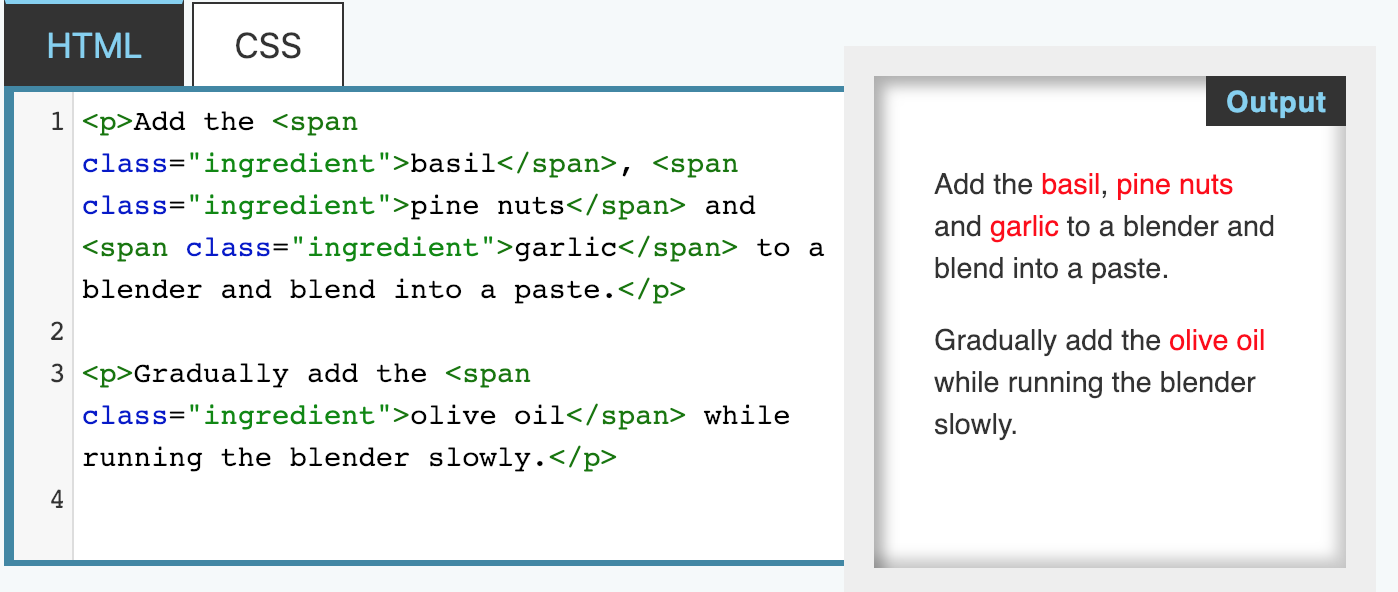 HTML
CSS
1 <p>Add the <span
class="ingredient">basil</span>, <span
class="ingredient">pine nuts</span> and
<span class="ingredient">garlic</span> to a
blender and blend into a paste.</p>
2
3 <p>Gradually add the <span
class="ingredient">olive oil</span> while
running the blender slowly.</p>
4
Output
Add the basil, pine nuts
and garlic to a blender and
blend into a paste.
Gradually add the olive oil
while running the blender
slowly.